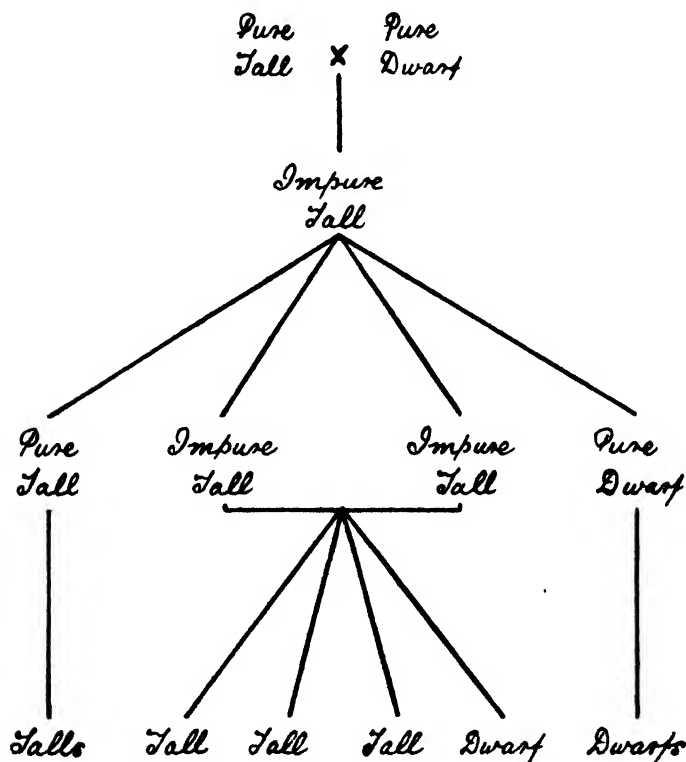 Pure Pure
Tall × Dwarf
Impure
Tall
Pure Impure Impure Pure
Tall Tall Tall Dwarf
Talls Tall Tall Tall Dwarf Dwarfs